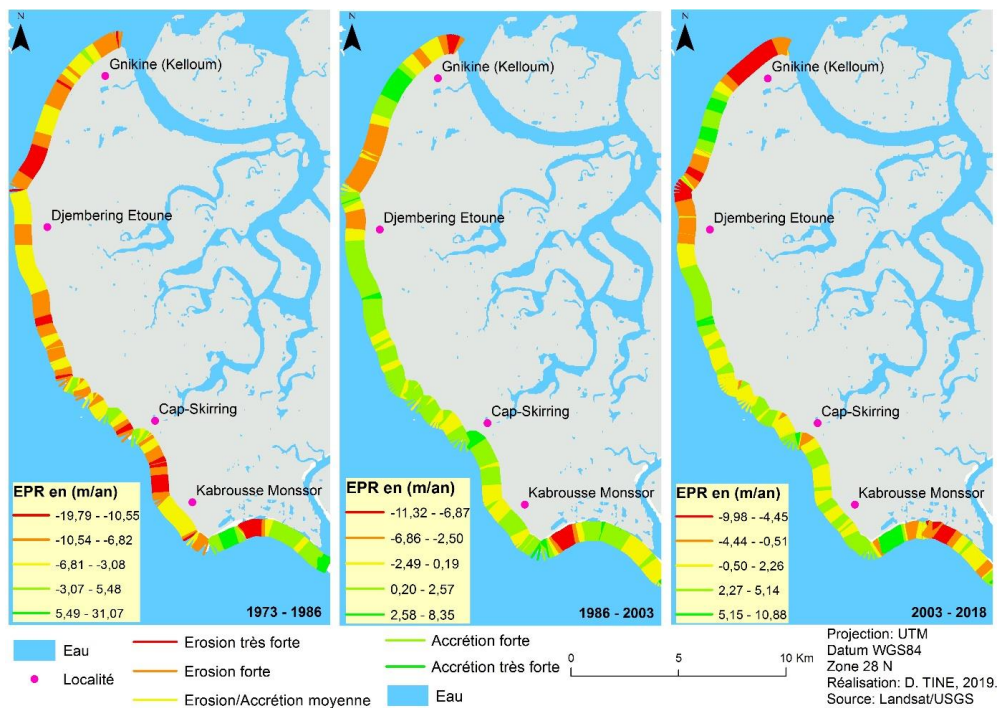 N
Gnikine (Kelloum)
Djembering Etoune
Cap-Skirring
Kabrousse Monssor
EPR en (m/an)
-19,79 - -10,55
-10,54 - -6,82
-6,81 - -3,08
-3,07 - 5,48
5,49 - 31,07
1973 - 1986
N
Gnikine (Kelloum)
Djembering Etoune
Cap-Skirring
Kabrousse Monssor
EPR en (m/an)
-11,32 - -6,87
-6,86 - -2,50
-2,49 - 0,19
0,20 - 2,57
2,58 - 8,35
1986 - 2003
N
Gnikine (Kelloum)
Djembering Etoune
Cap-Skirring
Kabrousse Monssor
EPR en (m/an)
-9,98 - -4,45
-4,44 - -0,51
-0,50 - 2,26
2,27 - 5,14
5,15 - 10,88
2003 - 2018
Eau
Localité
Erosion très forte
Erosion forte
Erosion/Accrétion moyenne
Accrétion forte
Accrétion très forte
Eau
0 5 10 Km
Projection: UTM
Datum WGS84
Zone 28 N
Réalisation: D. TINE, 2019.
Source: Landsat/USGS